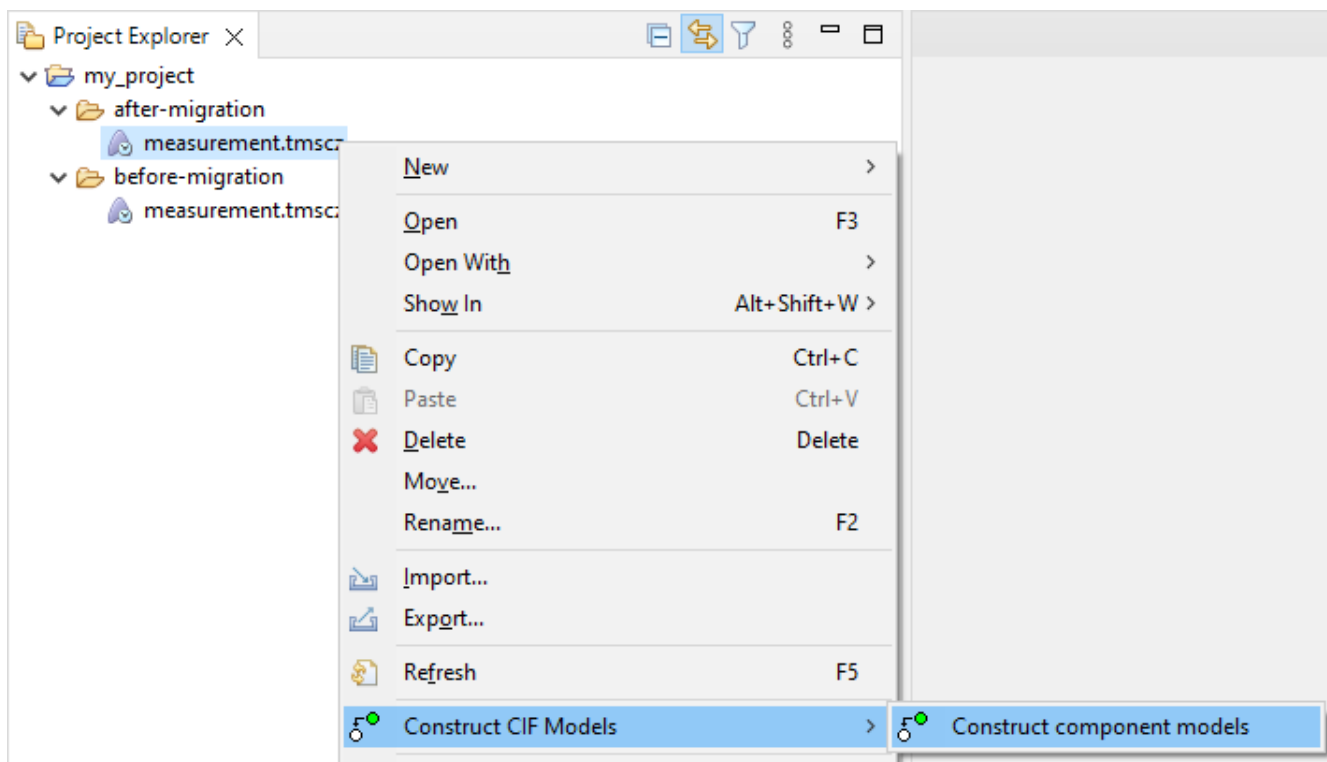 Project Explorer
my_project
after-migration
measurement.tmscz
before-migration
measurement.tmscz
New
Open F3
Open With
Show In Alt+Shift+W
Copy Ctrl+C
Paste Ctrl+V
Delete Delete
Move...
Rename... F2
Import...
Export...
Refresh F5
Construct CIF Models
Construct component models